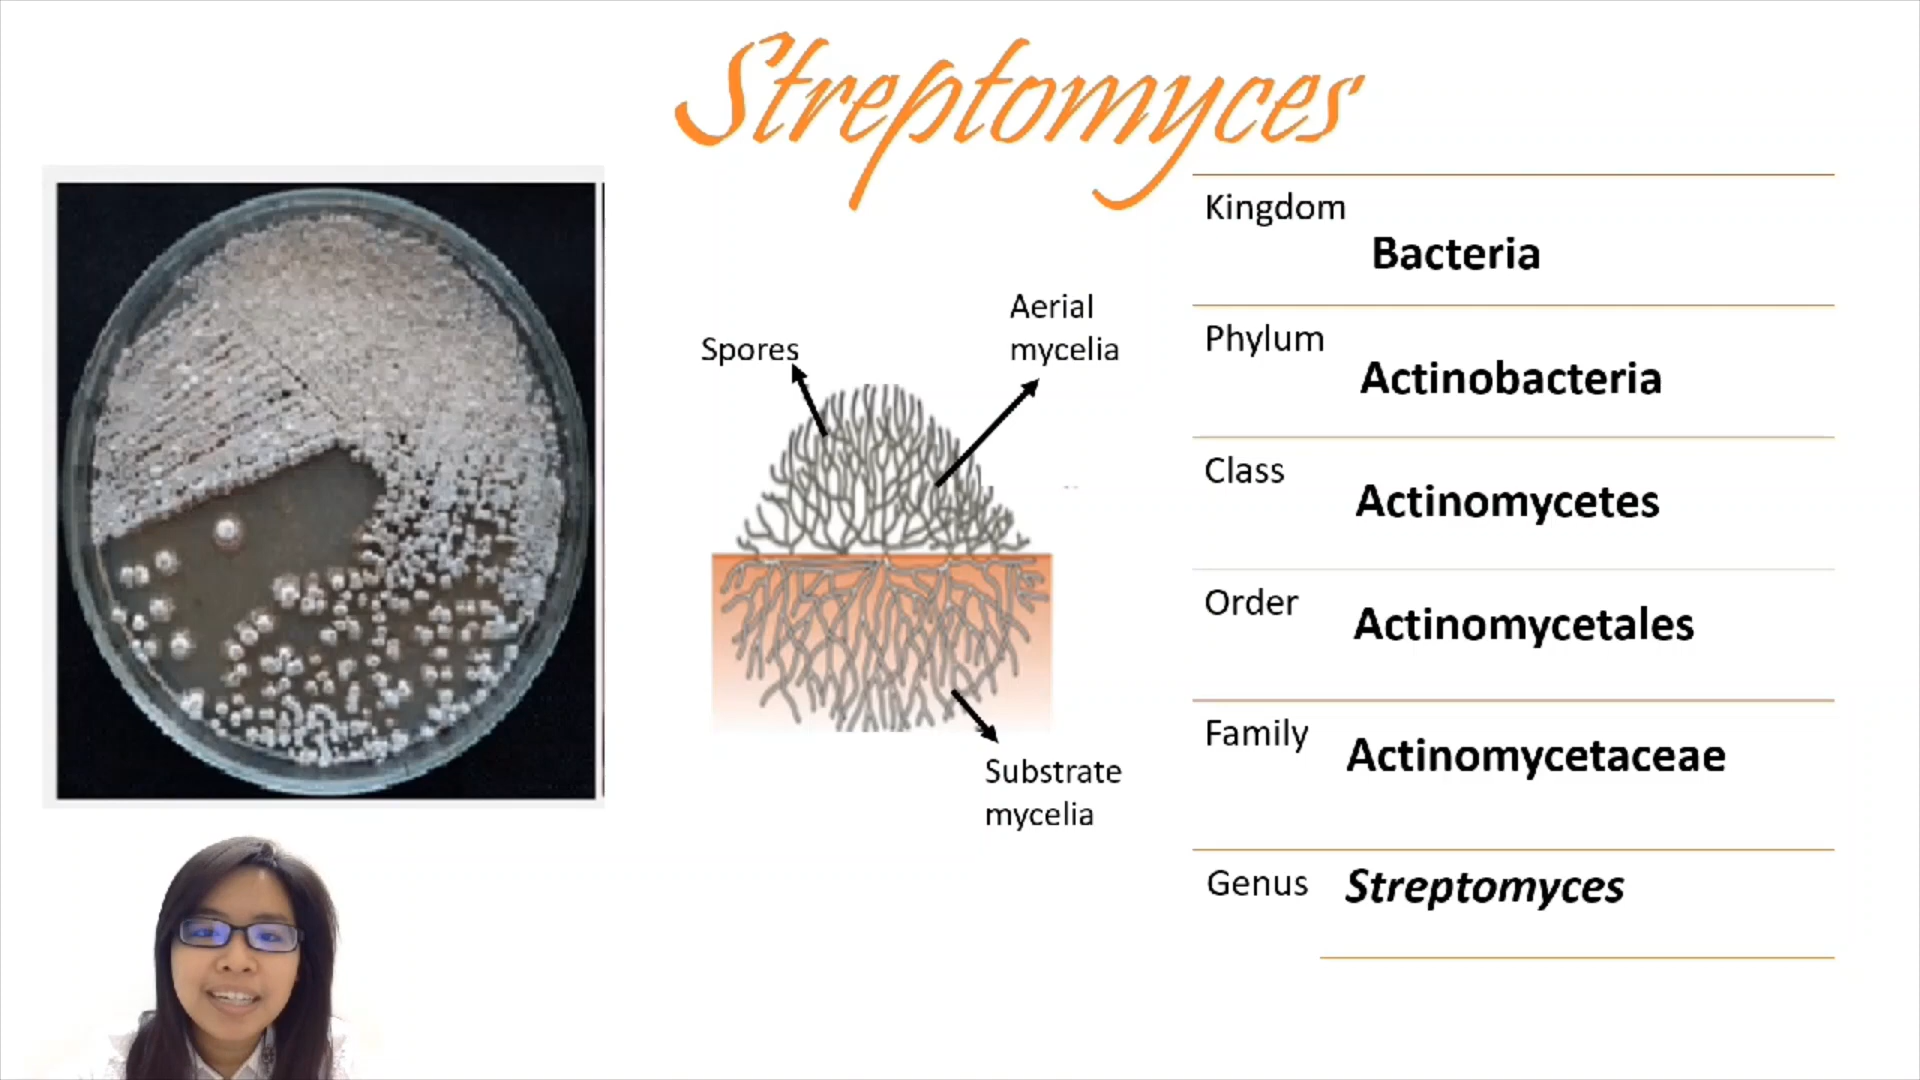 Streptomyces
Spores
Aerial
mycelia
Substrate
mycelia
Kingdom
Bacteria
Phylum
Actinobacteria
Class
Actinomycetes
Order
Actinomycetales
Family
Actinomycetaceae
Genus
Streptomyces